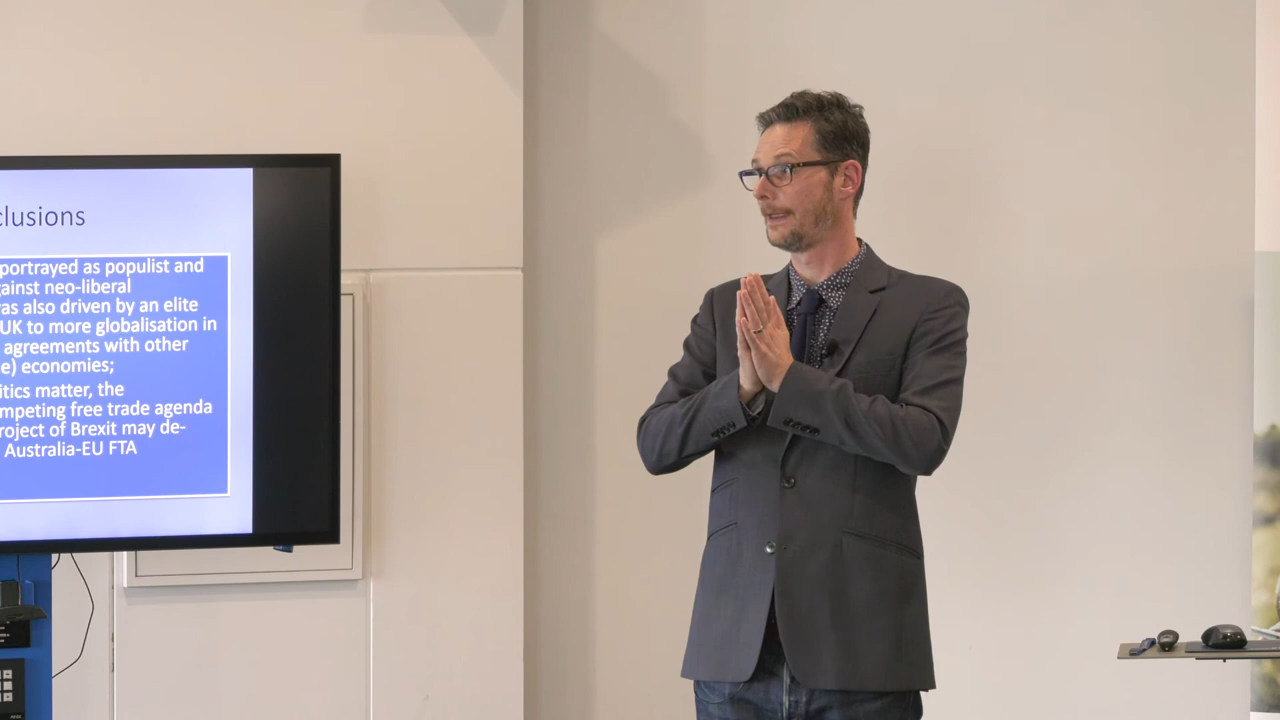 clusions
portrayed as populist and
ainst neo-liberal
vas also driven by an elite
UK to more globalisation in
agreements with other
e) economies;
itics matter, the
mpeting free trade agenda
roject of Brexit may de-
Australia-EU FTA